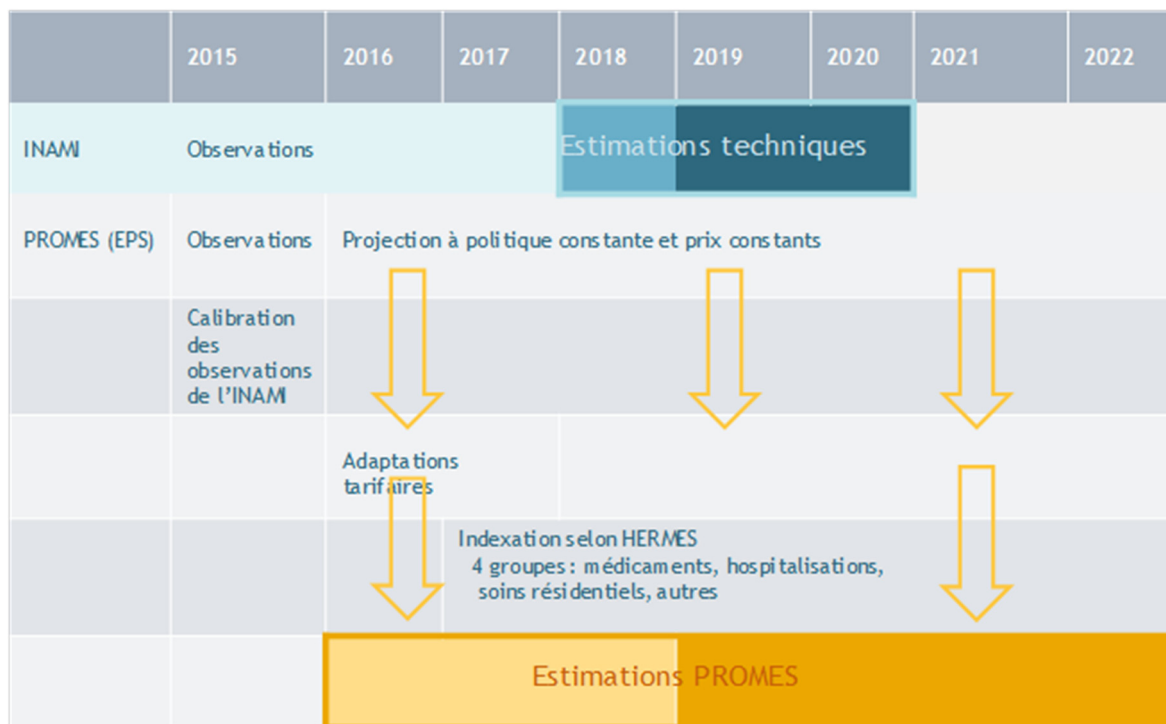 2015 2016 2017 2018 2019 2020 2021 2022
INAMI Observations Estimations techniques
PROMES (EPS) Observations Projection à politique constante et prix constants
Calibration
des
observations
de l'INAMI
Adaptations
tarifaires
Indexation selon HERMES
4 groupes : médicaments, hospitalisations,
soins résidentiels, autres
Estimations PROMES